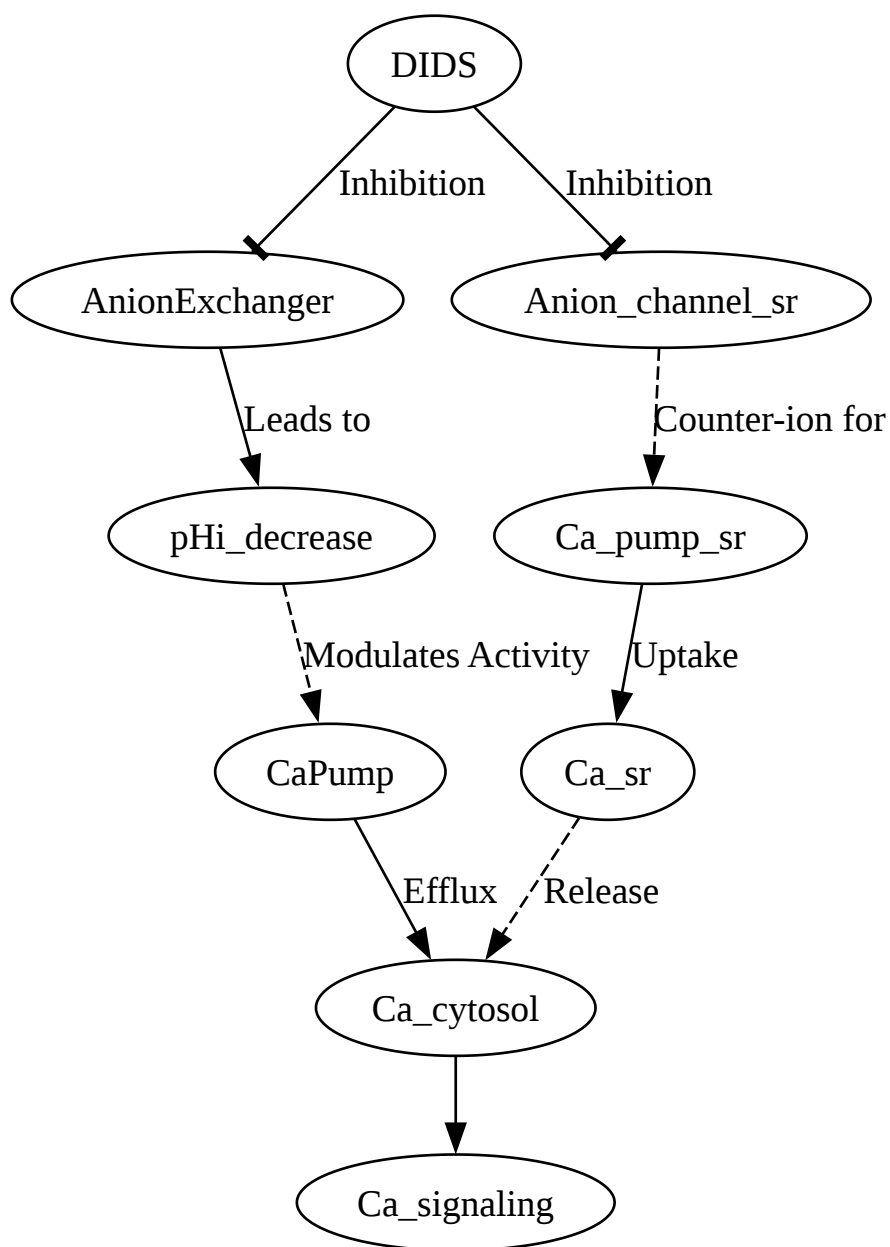 DIDS
Inhibition
Inhibition
AnionExchanger
Anion_channel_sr
Leads to
Counter-ion for
pHi_decrease
Ca_pump_sr
Modulates Activity
Uptake
CaPump
Ca_sr
Efflux
Release
Ca_cytosol
Ca_signaling